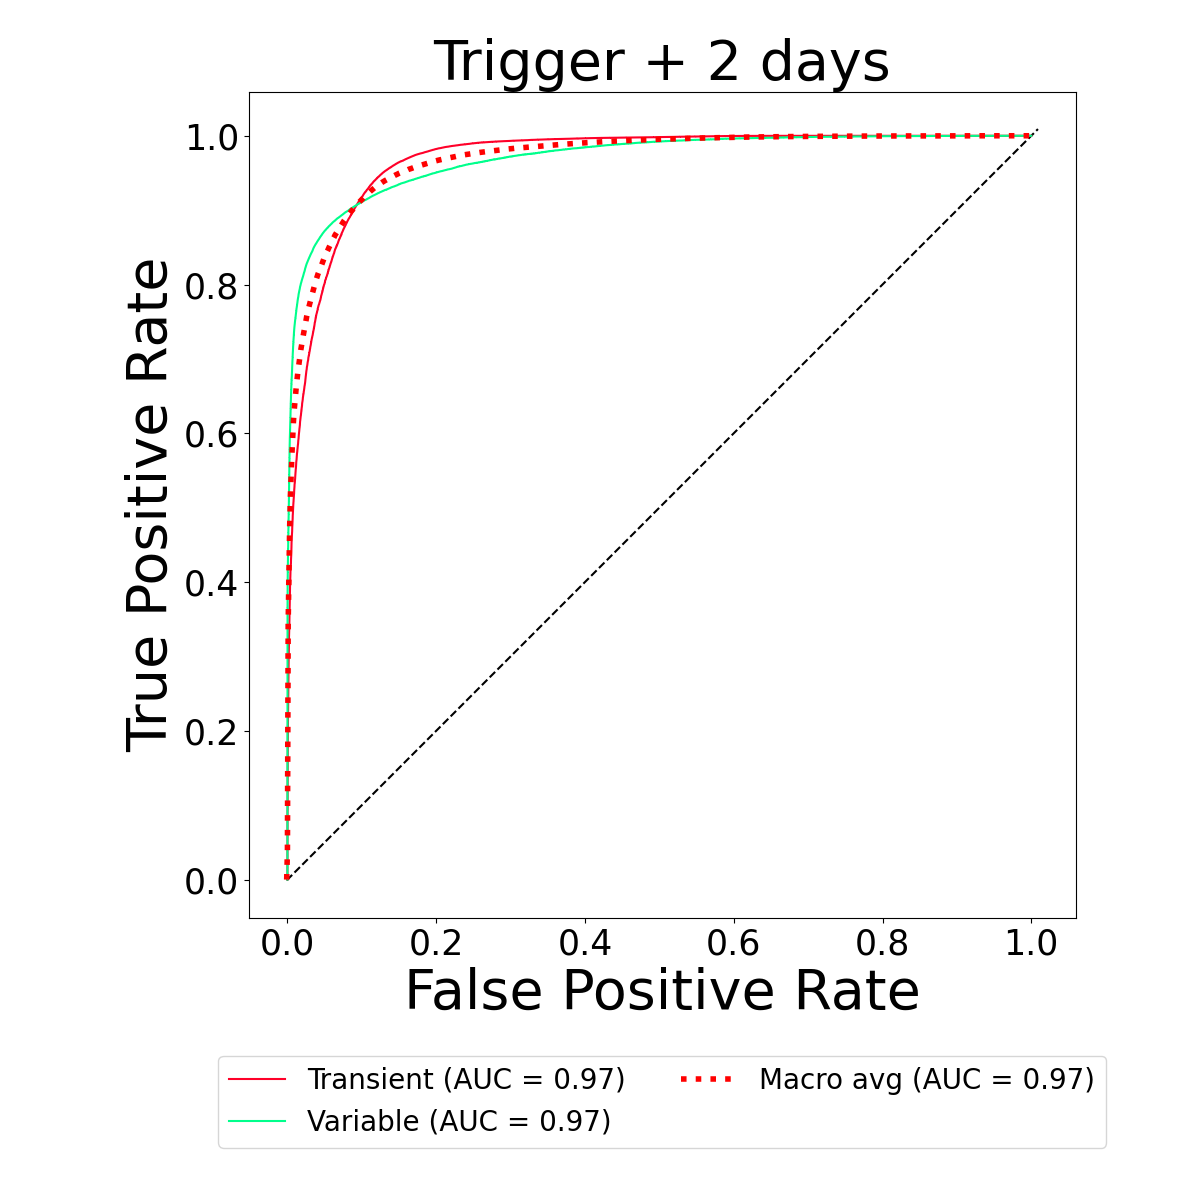 Trigger + 2 days
True Positive Rate
1.0
0.8
0.6
0.4
0.2
0.0
0.0 0.2 0.4 0.6 0.8 1.0
False Positive Rate
Transient (AUC = 0.97)
Variable (AUC = 0.97)
Macro avg (AUC = 0.97)